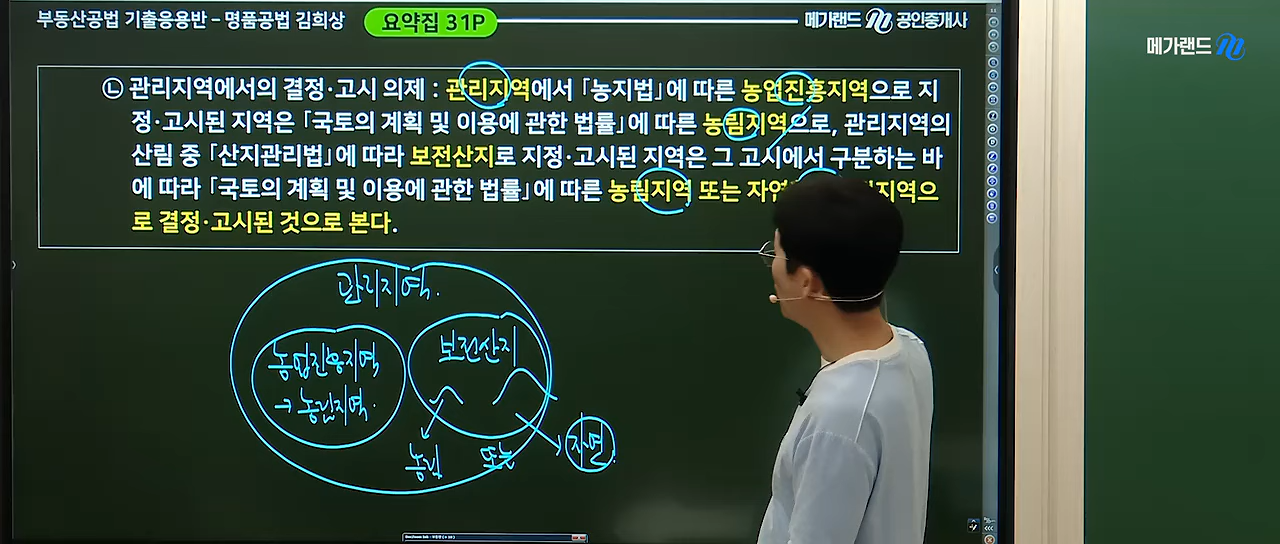 부동산공법 기출응용반 - 명품공법 김희상
요약집 31P
메가랜드 공인중개사
메가랜드
㉡ 관리지역에서의 결정·고시 의제 : 관리지역에서 「농지법」에 따른 농업진흥지역으로 지
정·고시된 지역은 「국토의 계획 및 이용에 관한 법률」에 따른 농림지역으로, 관리지역의
산림 중 「산지관리법」에 따라 보전산지로 지정·고시된 지역은 그 고시에서 구분하는 바
에 따라 「국토의 계획 및 이용에 관한 법률」에 따른 농림지역 또는 자연 지역으
로 결정·고시된 것으로 본다.
관리지역.
농업진흥지역
→ 농림지역.
보전산지
농림 또는 자연